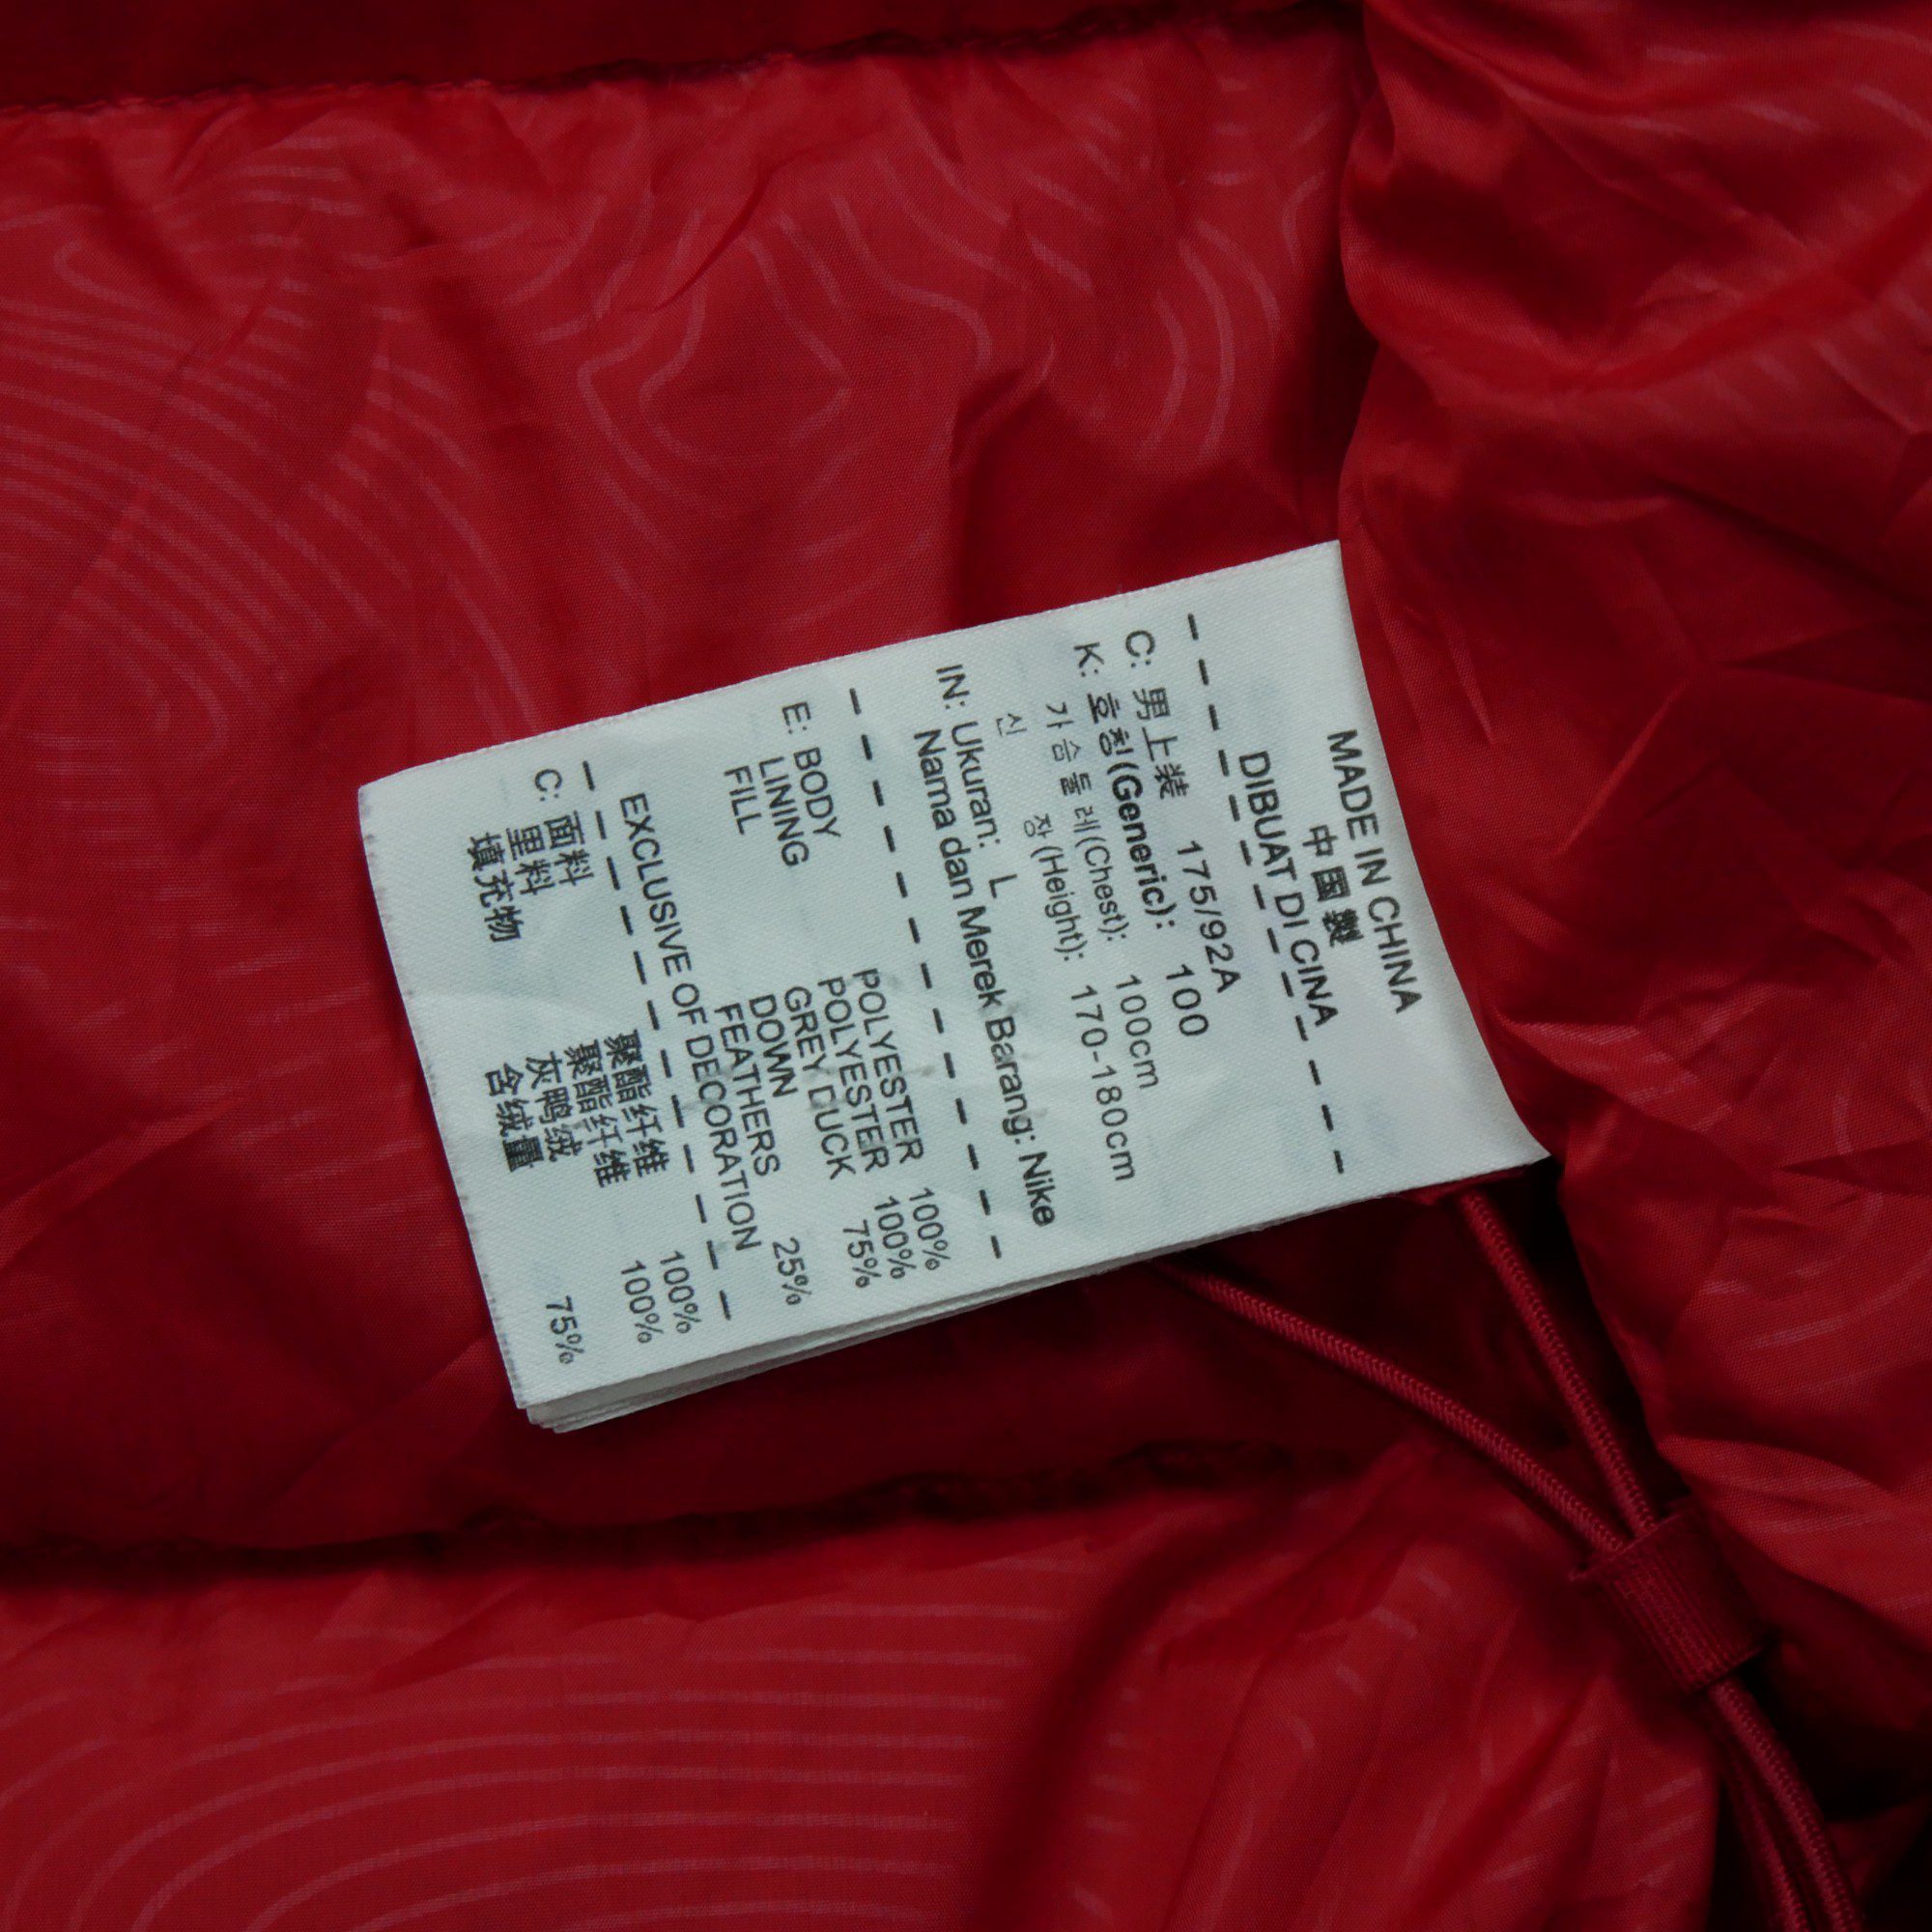 MADE IN CHINA
中國製
DIBUAT DI CINA
C: 男上装 175/92A
K: 호칭(Generic): 100
가슴둘레(Chest): 100cm
신 장(Height): 170-180cm
IN: Ukuran: L
Nama dan Merek Barang: Nike
E: BODY POLYESTER 100%
LINING POLYESTER 100%
FILL GREY DUCK 75%
DOWN
FEATHERS 25%
EXCLUSIVE OF DECORATION
C: 面料 聚酯纤维 100%
里料 聚酯纤维 100%
填充物 灰鸭绒
含绒量 75%